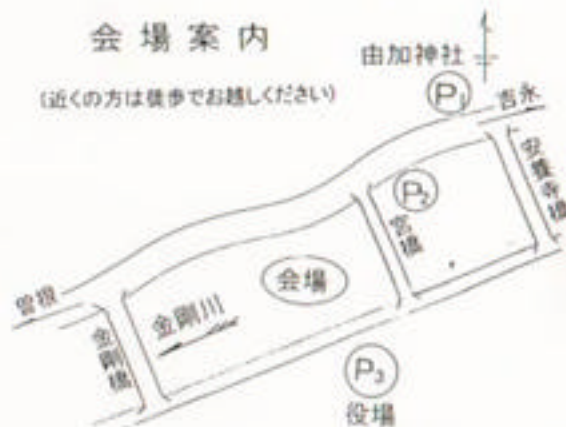 会場案内
(近くの方は徒歩でお越しください)
由加神社
P1
吉永
安養寺橋
P2
宮橋
会場
曽根
金剛川
金剛橋
P3
役場